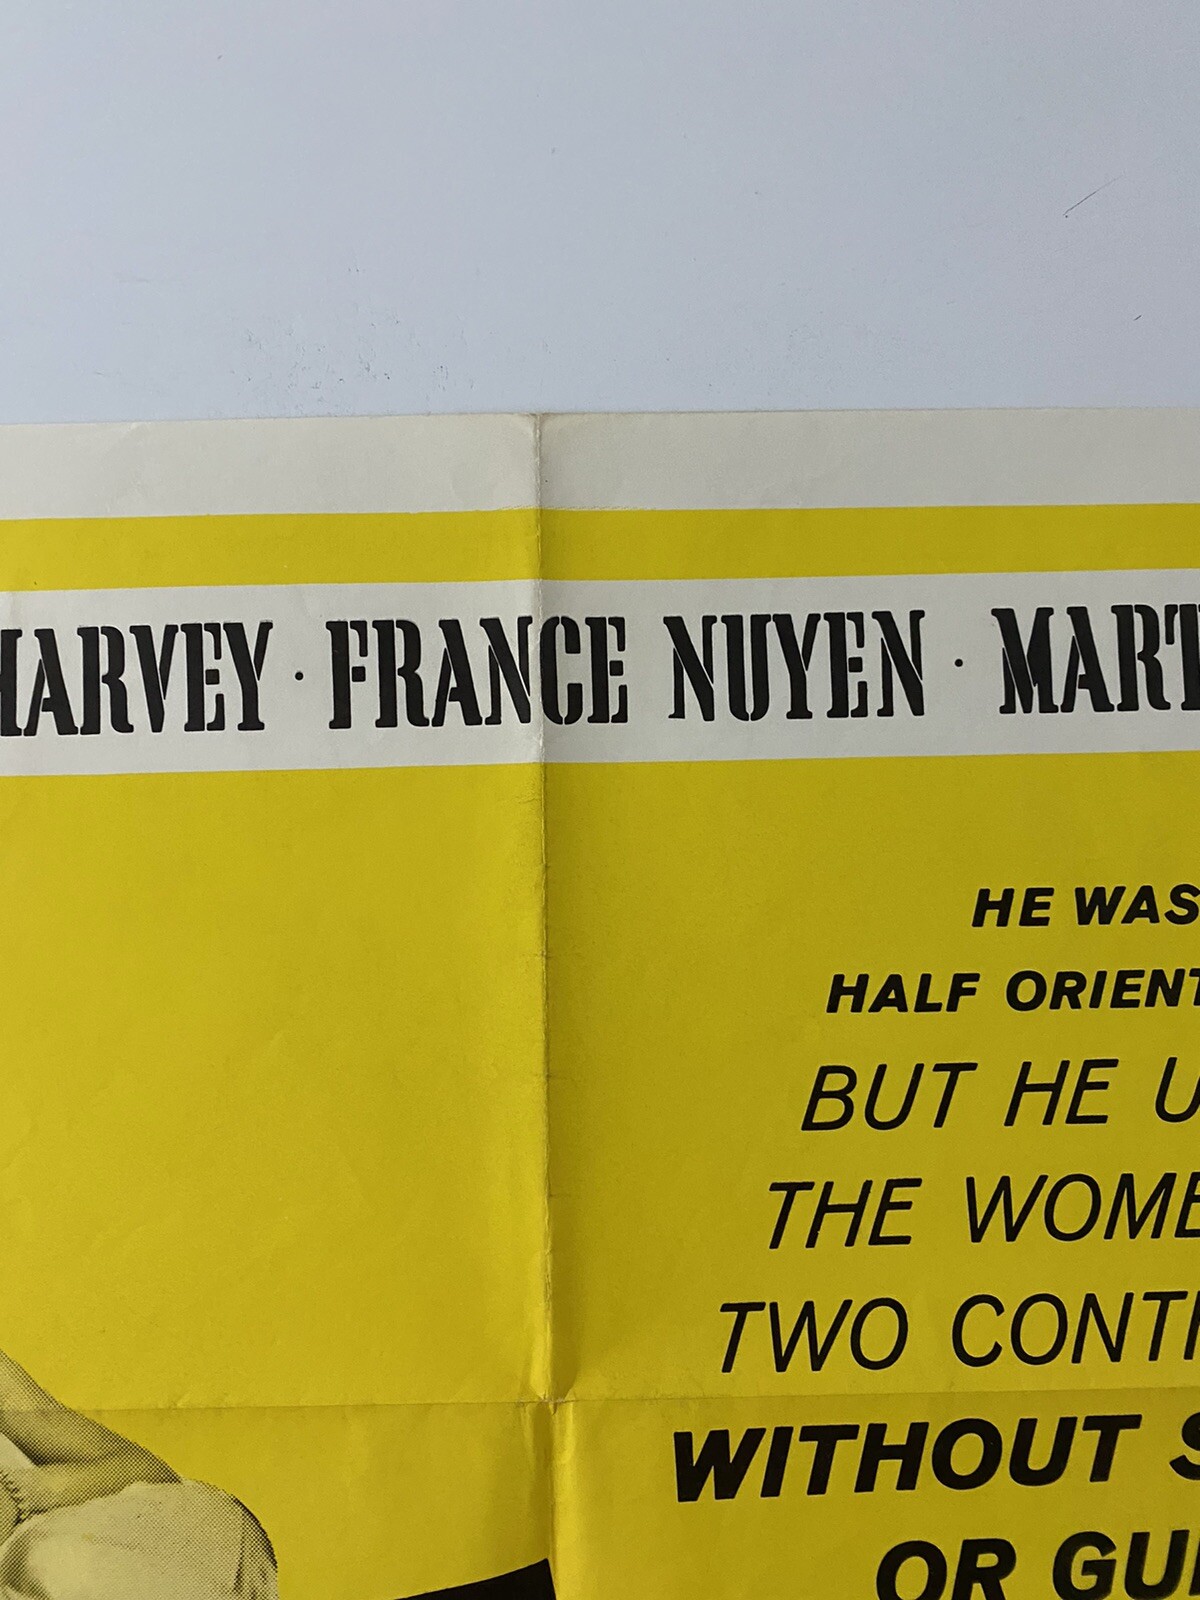 HARVEY · FRANCE NUYEN · MART
HE WAS
HALF ORIENT
BUT HE U
THE WOME
TWO CONT
WITHOUT S
OR GU